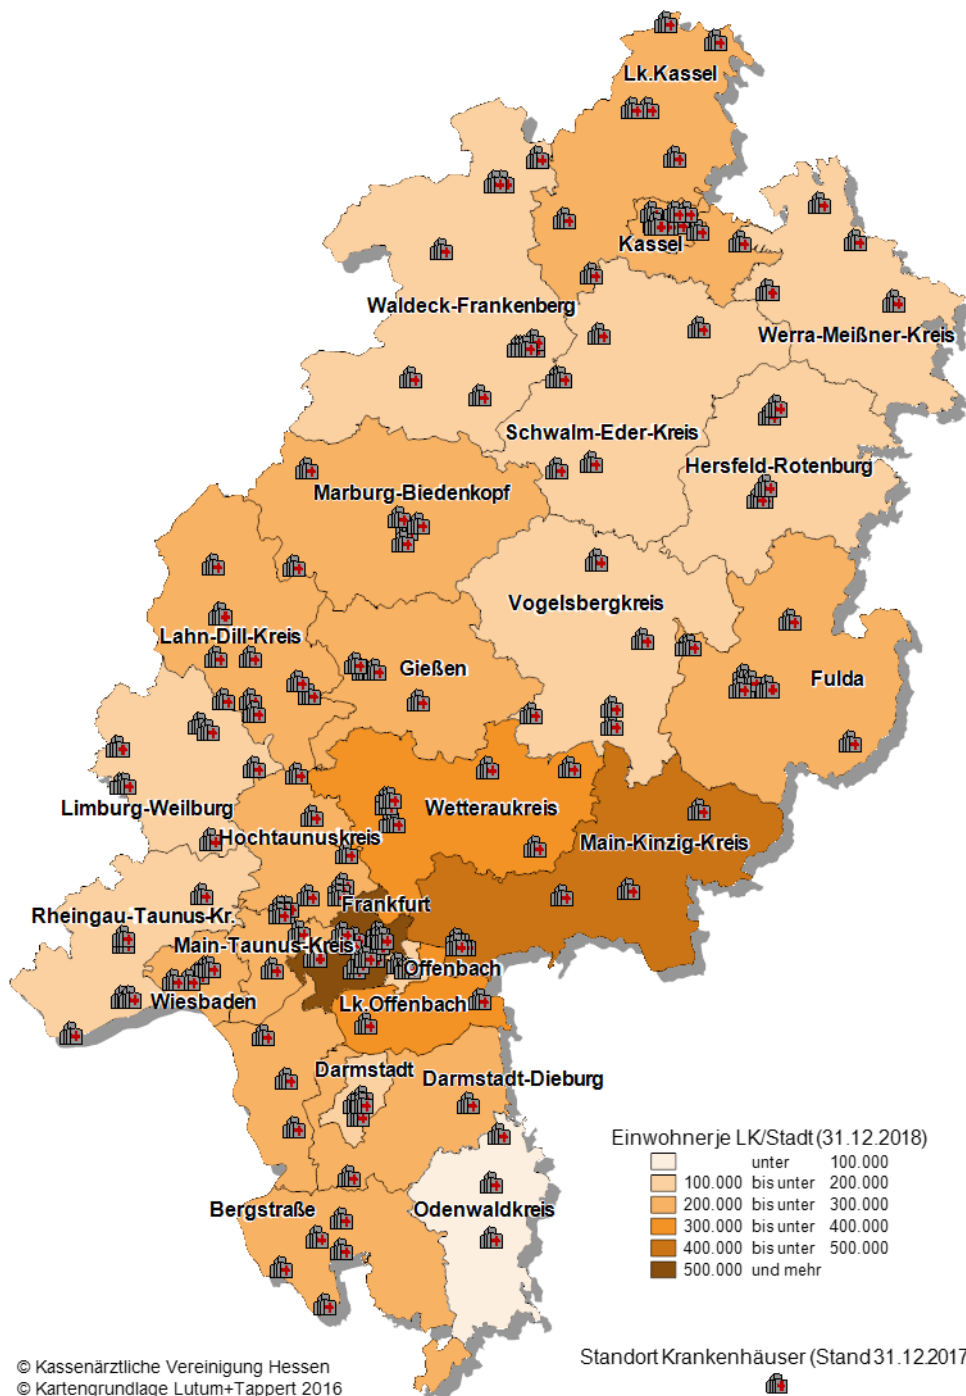 Lk.Kassel
Kassel
Waldeck-Frankenberg
Werra-Meißner-Kreis
Schwalm-Eder-Kreis
Hersfeld-Rotenburg
Marburg-Biedenkopf
Vogelsbergkreis
Lahn-Dill-Kreis
Gießen
Fulda
Limburg-Weilburg
Wetteraukreis
Hochtaunuskreis
Main-Kinzig-Kreis
Rheingau-Taunus-Kr.
Frankfurt
Main-Taunus-Kreis
Offenbach
Wiesbaden
Lk.Offenbach
Darmstadt
Darmstadt-Dieburg
Bergstraße
Odenwaldkreis
Einwohner je LK/Stadt (31.12.2018)
unter 100.000
100.000 bis unter 200.000
200.000 bis unter 300.000
300.000 bis unter 400.000
400.000 bis unter 500.000
500.000 und mehr
Standort Krankenhäuser (Stand 31.12.2017
© Kassenärztliche Vereinigung Hessen
© Kartengrundlage Lutum+Tappert 2016